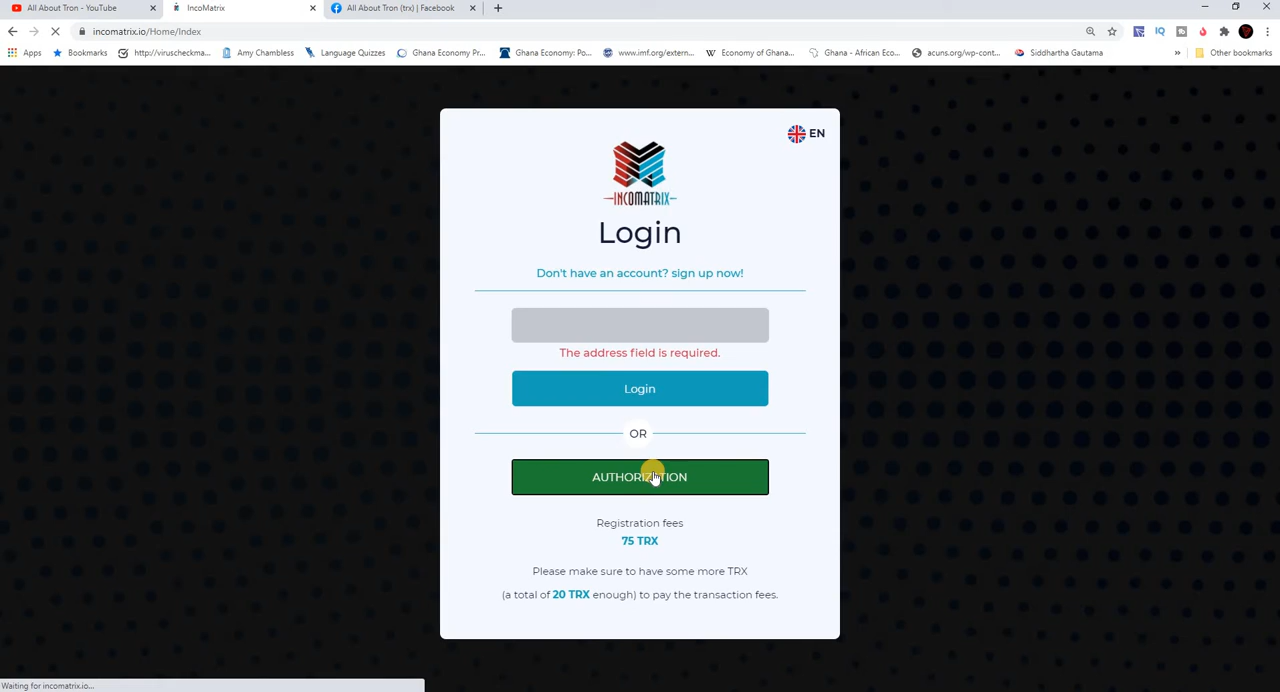 All About Tron - YouTube
IncoMatrix
All About Tron (trx) | Facebook
incomatrix.io/Home/Index
Apps
Bookmarks
http://viruscheckma...
Amy Chambless
Language Quizzes
Ghana Economy Pr...
Ghana Economy: Po...
www.imf.org/extern...
Economy of Ghana...
Ghana - African Eco...
acuns.org/wp-cont...
Siddhartha Gautama
»
Other bookmarks
EN
INCOMATRIX
Login
Don't have an account? sign up now!
The address field is required.
Login
OR
AUTHORIZATION
Registration fees
75 TRX
Please make sure to have some more TRX
(a total of 20 TRX enough) to pay the transaction fees.
Waiting for incomatrix.io...